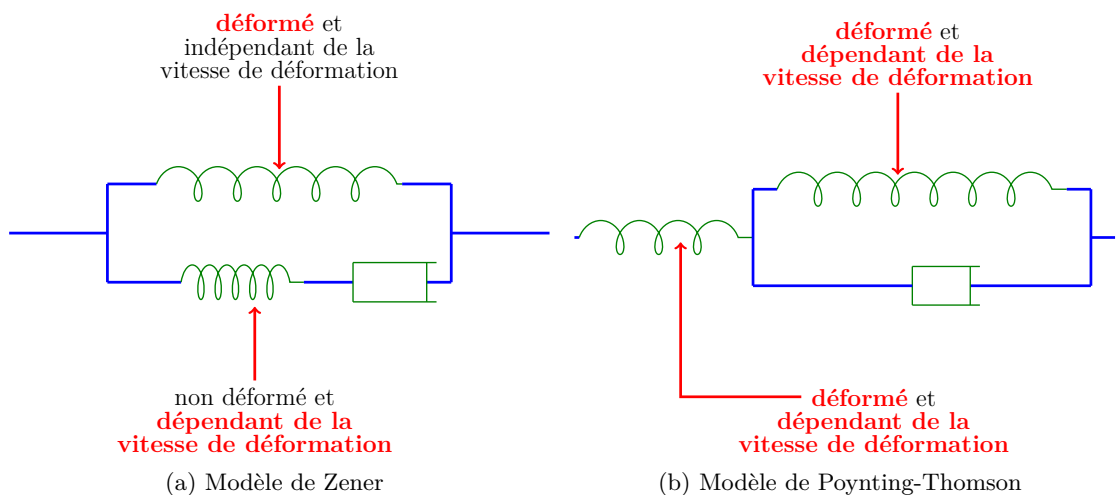 déformé et
indépendant de la
vitesse de déformation
non déformé et
dépendant de la
vitesse de déformation
(a) Modèle de Zener
déformé et
dépendant de la
vitesse de déformation
déformé et
dépendant de la
vitesse de déformation
(b) Modèle de Poynting-Thomson